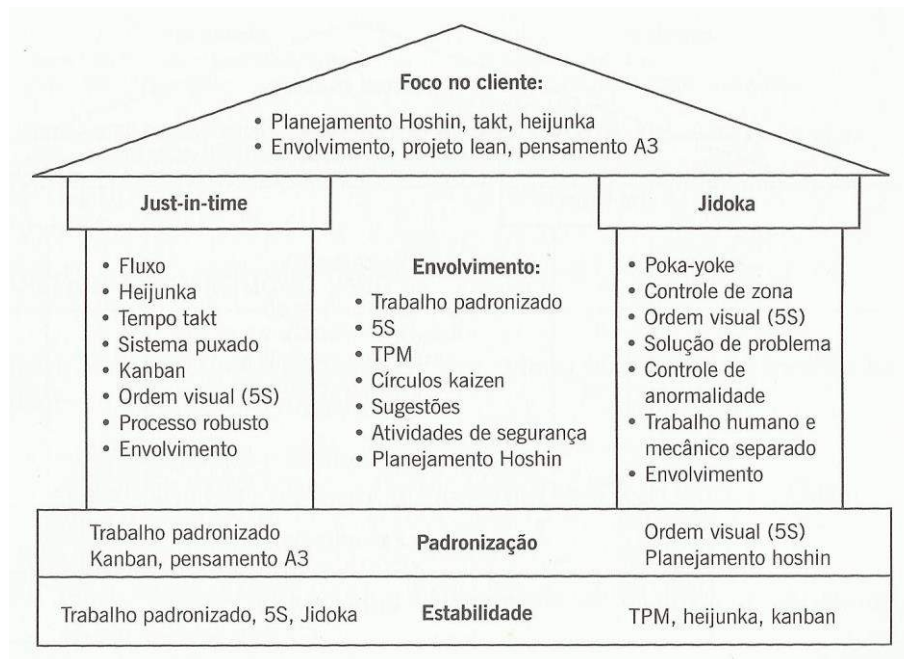 Foco no cliente:
• Planejamento Hoshin, takt, heijunka
• Envolvimento, projeto lean, pensamento A3
Just-in-time
• Fluxo
• Heijunka
• Tempo takt
• Sistema puxado
• Kanban
• Ordem visual (5S)
• Processo robusto
• Envolvimento
Envolvimento:
• Trabalho padronizado
• 5S
• TPM
• Círculos kaizen
• Sugestões
• Atividades de segurança
• Planejamento Hoshin
Jidoka
• Poka-yoke
• Controle de zona
• Ordem visual (5S)
• Solução de problema
• Controle de
anormalidade
• Trabalho humano e
mecânico separado
• Envolvimento
Trabalho padronizado
Kanban, pensamento A3
Padronização
Ordem visual (5S)
Planejamento hoshin
Trabalho padronizado, 5S, Jidoka
Estabilidade
TPM, heijunka, kanban